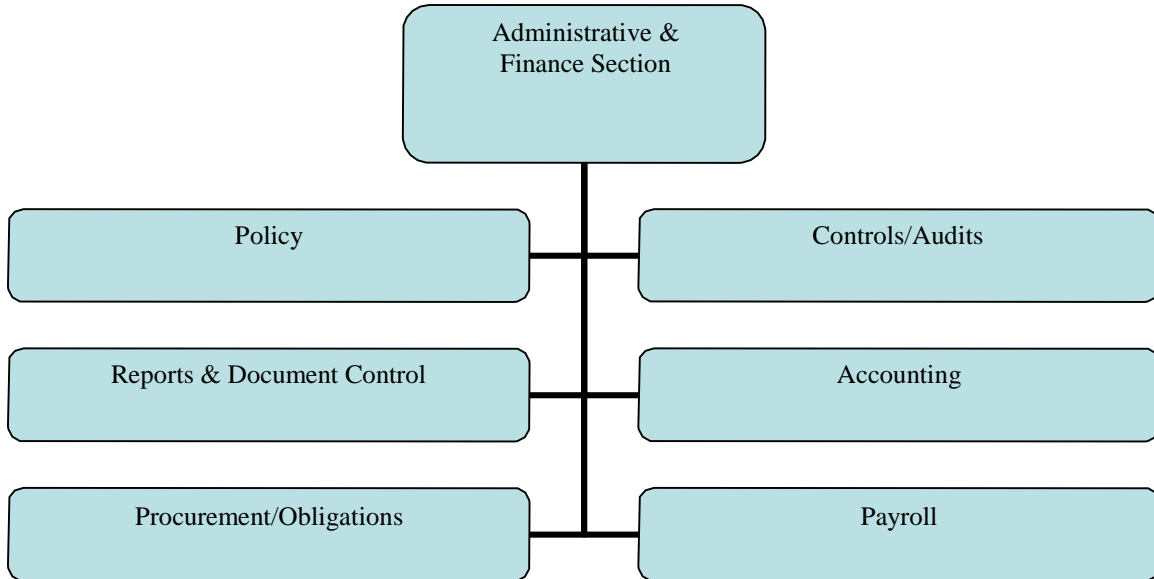 Administrative &
Finance Section
Policy
Controls/Audits
Reports & Document Control
Accounting
Procurement/Obligations
Payroll